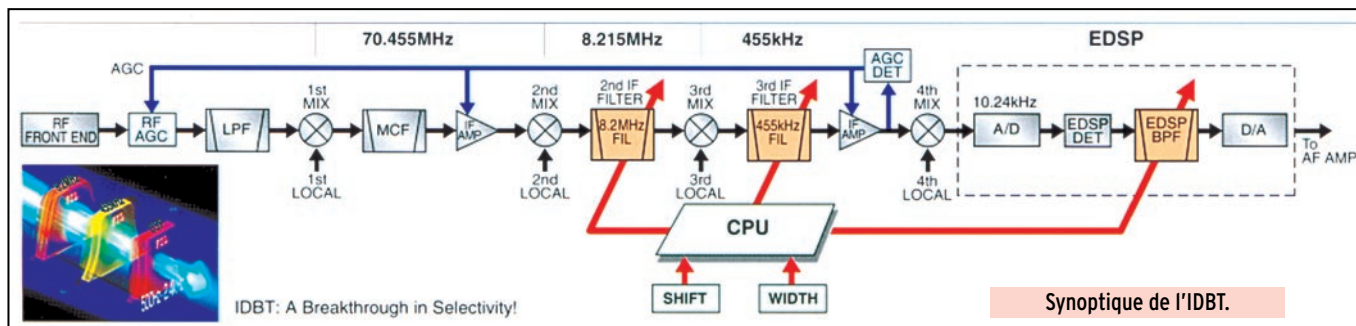 70.455MHz
8.215MHz
455kHz
EDSP
AGC
AGC
DET
1st
MIX
2nd
MIX
2nd IF
FILTER
3rd
MIX
3rd IF
FILTER
4th
MIX
10.24kHz
RF
FRONT END
RF
AGC
LPF
MCF
IF
AMP
8.2MHz
FIL
455kHz
FIL
IF
AMP
A/D
EDSP
DET
EDSP
BPF
D/A
To
AF AMP
1st
LOCAL
2nd
LOCAL
3rd
LOCAL
4th
LOCAL
CPU
SHIFT
WIDTH
IDBT: A Breakthrough in Selectivity!
Synoptique de l'IDBT.